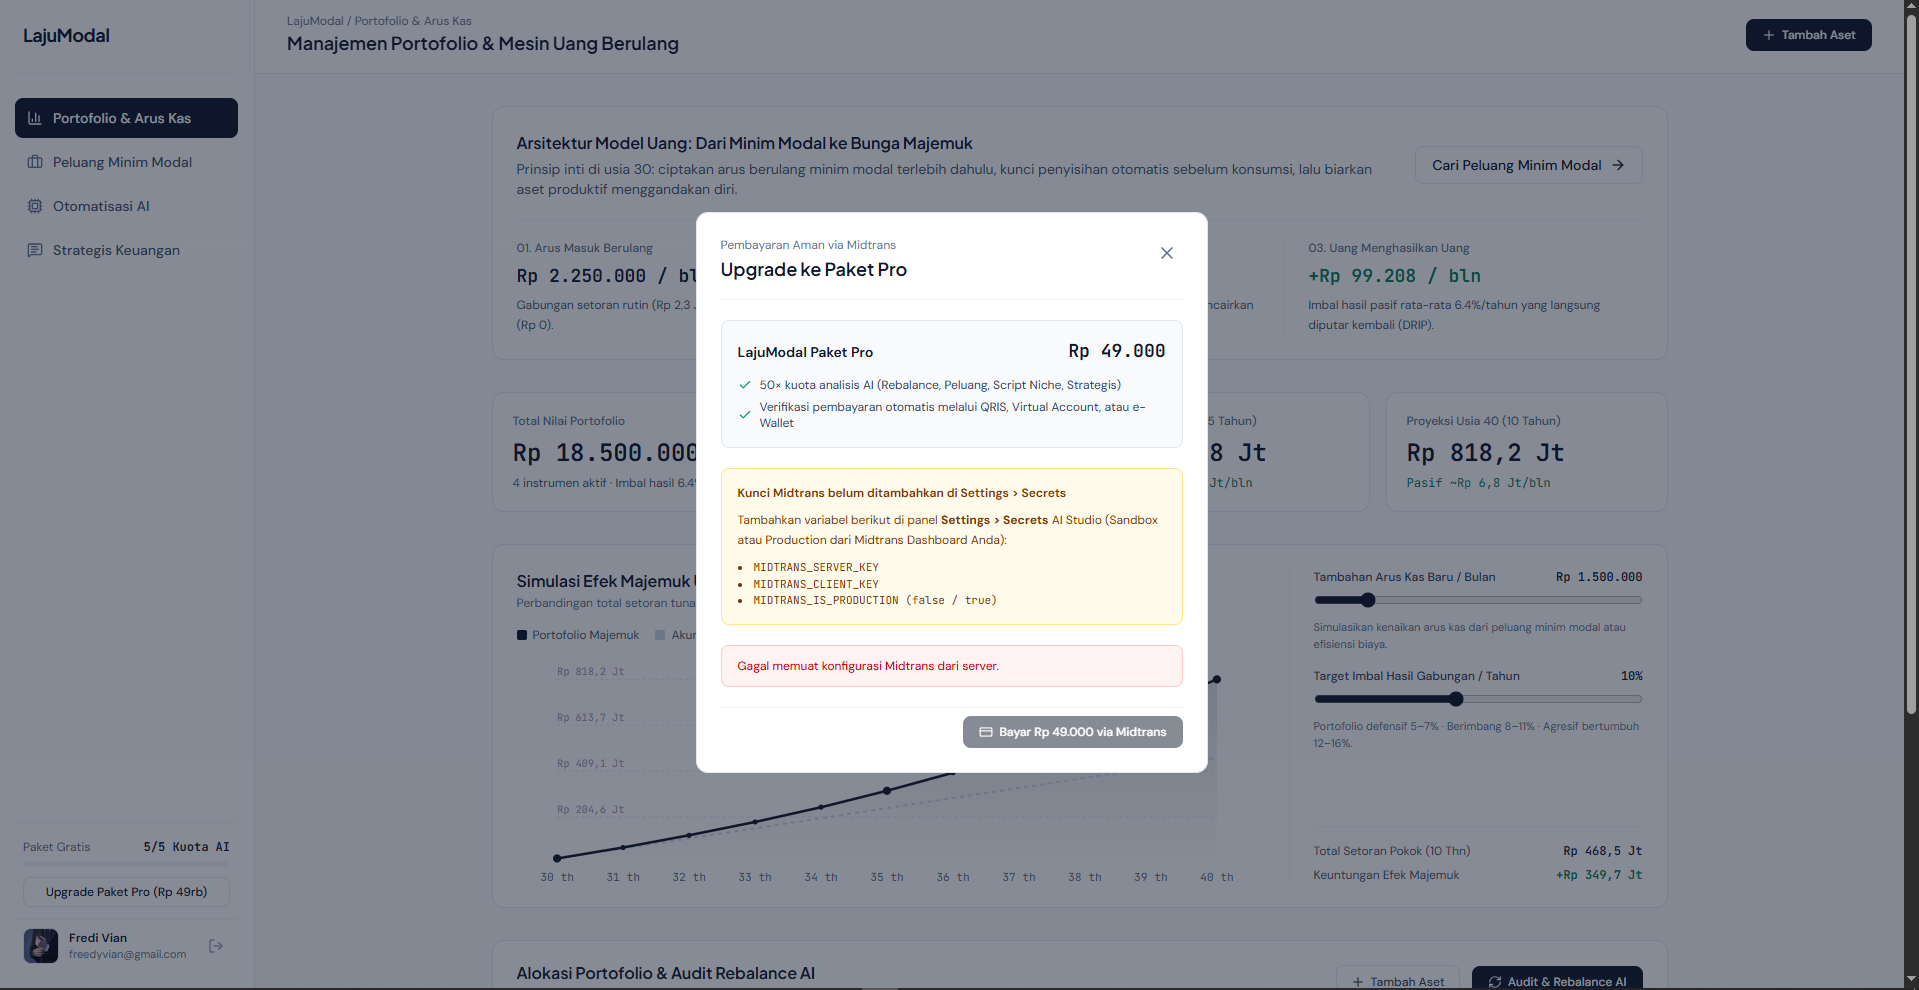 LajuModal
Portofolio & Arus Kas
Peluang Minim Modal
Otomatisasi AI
Strategis Keuangan
Paket Gratis
5/5 Kuota AI
Upgrade Paket Pro (Rp 49rb)
Fredi Vian
freedyvian@gmail.com
LajuModal / Portofolio & Arus Kas
Manajemen Portofolio & Mesin Uang Berulang
+ Tambah Aset
Arsitektur Model Uang: Dari Minim Modal ke Bunga Majemuk
Prinsip inti di usia 30: ciptakan arus berulang minim modal terlebih dahulu, kunci penyisihan otomatis sebelum konsumsi, lalu biarkan
aset produktif menggandakan diri.
Cari Peluang Minim Modal →
01. Arus Masuk Berulang
Rp 2.250.000 / bl
Gabungan setoran rutin (Rp 2,3
(Rp 0).
ncairkan
03. Uang Menghasilkan Uang
+Rp 99.208 / bln
Imbal hasil pasif rata-rata 6.4%/tahun yang langsung
diputar kembali (DRIP).
Total Nilai Portofolio
Rp 18.500.000
4 instrumen aktif · Imbal hasil 6.4
5 Tahun)
8 Jt
Jt/bln
Proyeksi Usia 40 (10 Tahun)
Rp 818,2 Jt
Pasif ~Rp 6,8 Jt/bln
Pembayaran Aman via Midtrans
Upgrade ke Paket Pro
LajuModal Paket Pro
Rp 49.000
50× kuota analisis AI (Rebalance, Peluang, Script Niche, Strategis)
Verifikasi pembayaran otomatis melalui QRIS, Virtual Account, atau e-
Wallet
Kunci Midtrans belum ditambahkan di Settings > Secrets
Tambahkan variabel berikut di panel Settings > Secrets AI Studio (Sandbox
atau Production dari Midtrans Dashboard Anda):
• MIDTRANS_SERVER_KEY
• MIDTRANS_CLIENT_KEY
• MIDTRANS_IS_PRODUCTION (false / true)
Gagal memuat konfigurasi Midtrans dari server.
Bayar Rp 49.000 via Midtrans
Simulasi Efek Majemuk
Perbandingan total setoran tuna
Portofolio Majemuk
Aku
Rp 818,2 Jt
Rp 613,7 Jt
Rp 409,1 Jt
Rp 204,6 Jt
30 th
31 th
32 th
33 th
34 th
35 th
36 th
37 th
38 th
39 th
40 th
Tambahan Arus Kas Baru / Bulan
Rp 1.500.000
Simulasikan kenaikan arus kas dari peluang minim modal atau
efisiensi biaya.
Target Imbal Hasil Gabungan / Tahun
10%
Portofolio defensif 5–7% · Berimbang 8–11% · Agresif bertumbuh
12–16%.
Total Setoran Pokok (10 Thn)
Rp 468,5 Jt
Keuntungan Efek Majemuk
+Rp 349,7 Jt
Alokasi Portofolio & Audit Rebalance AI
+ Tambah Aset
Audit & Rebalance AI